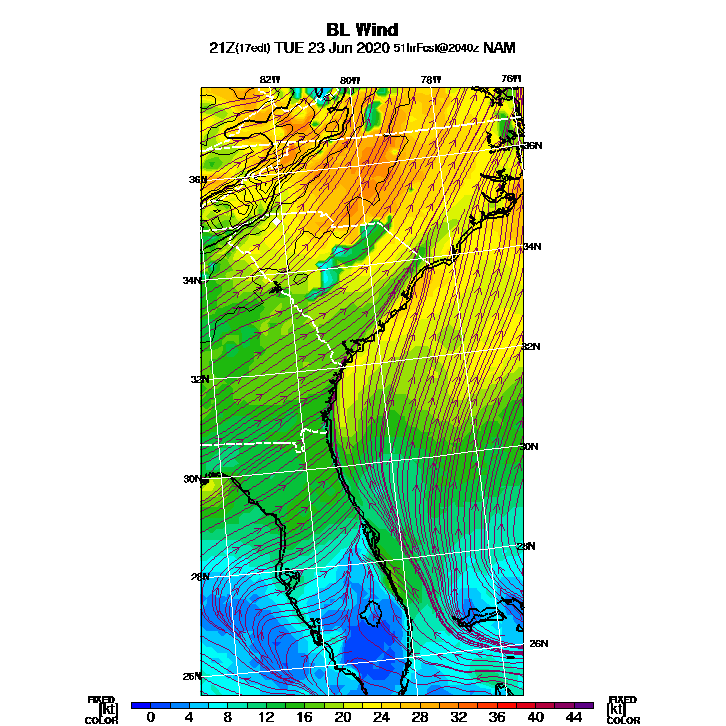 BL Wind
21Z(17edt) TUE 23 Jun 2020 51hrFcst@2040z NAM
82W 80W 78W 76W
36N
36N
34N
34N
32N
32N
30N
30N
28N
28N
26N
26N
FIXED FIXED
[kt] 0 4 8 12 16 20 24 28 32 36 40 44 [kt]
COLOR COLOR